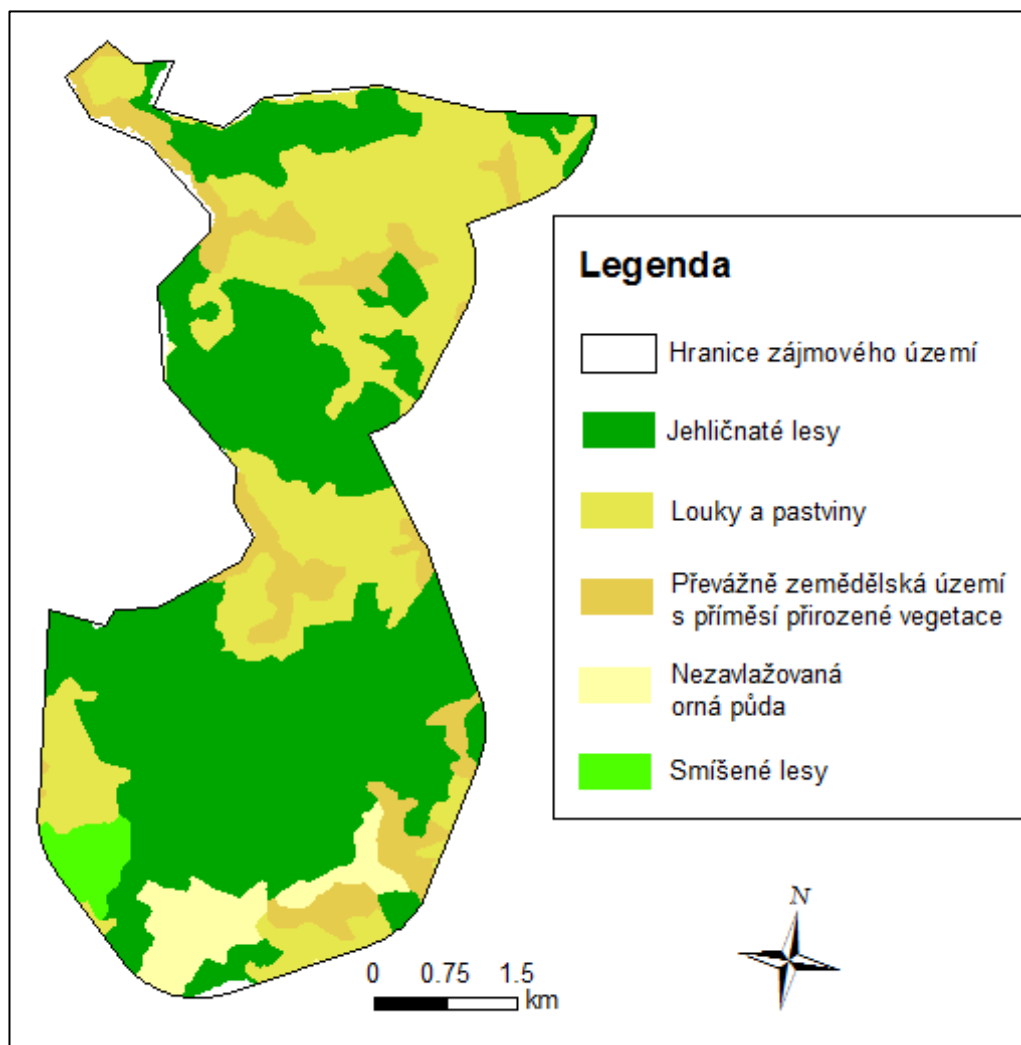 Legenda
Hranice zájmového území
Jehličnaté lesy
Louky a pastviny
Převážně zemědělská území
s příměsí přirozené vegetace
Nezavlažovaná
orná půda
Smíšené lesy
N
0 0.75 1.5
km